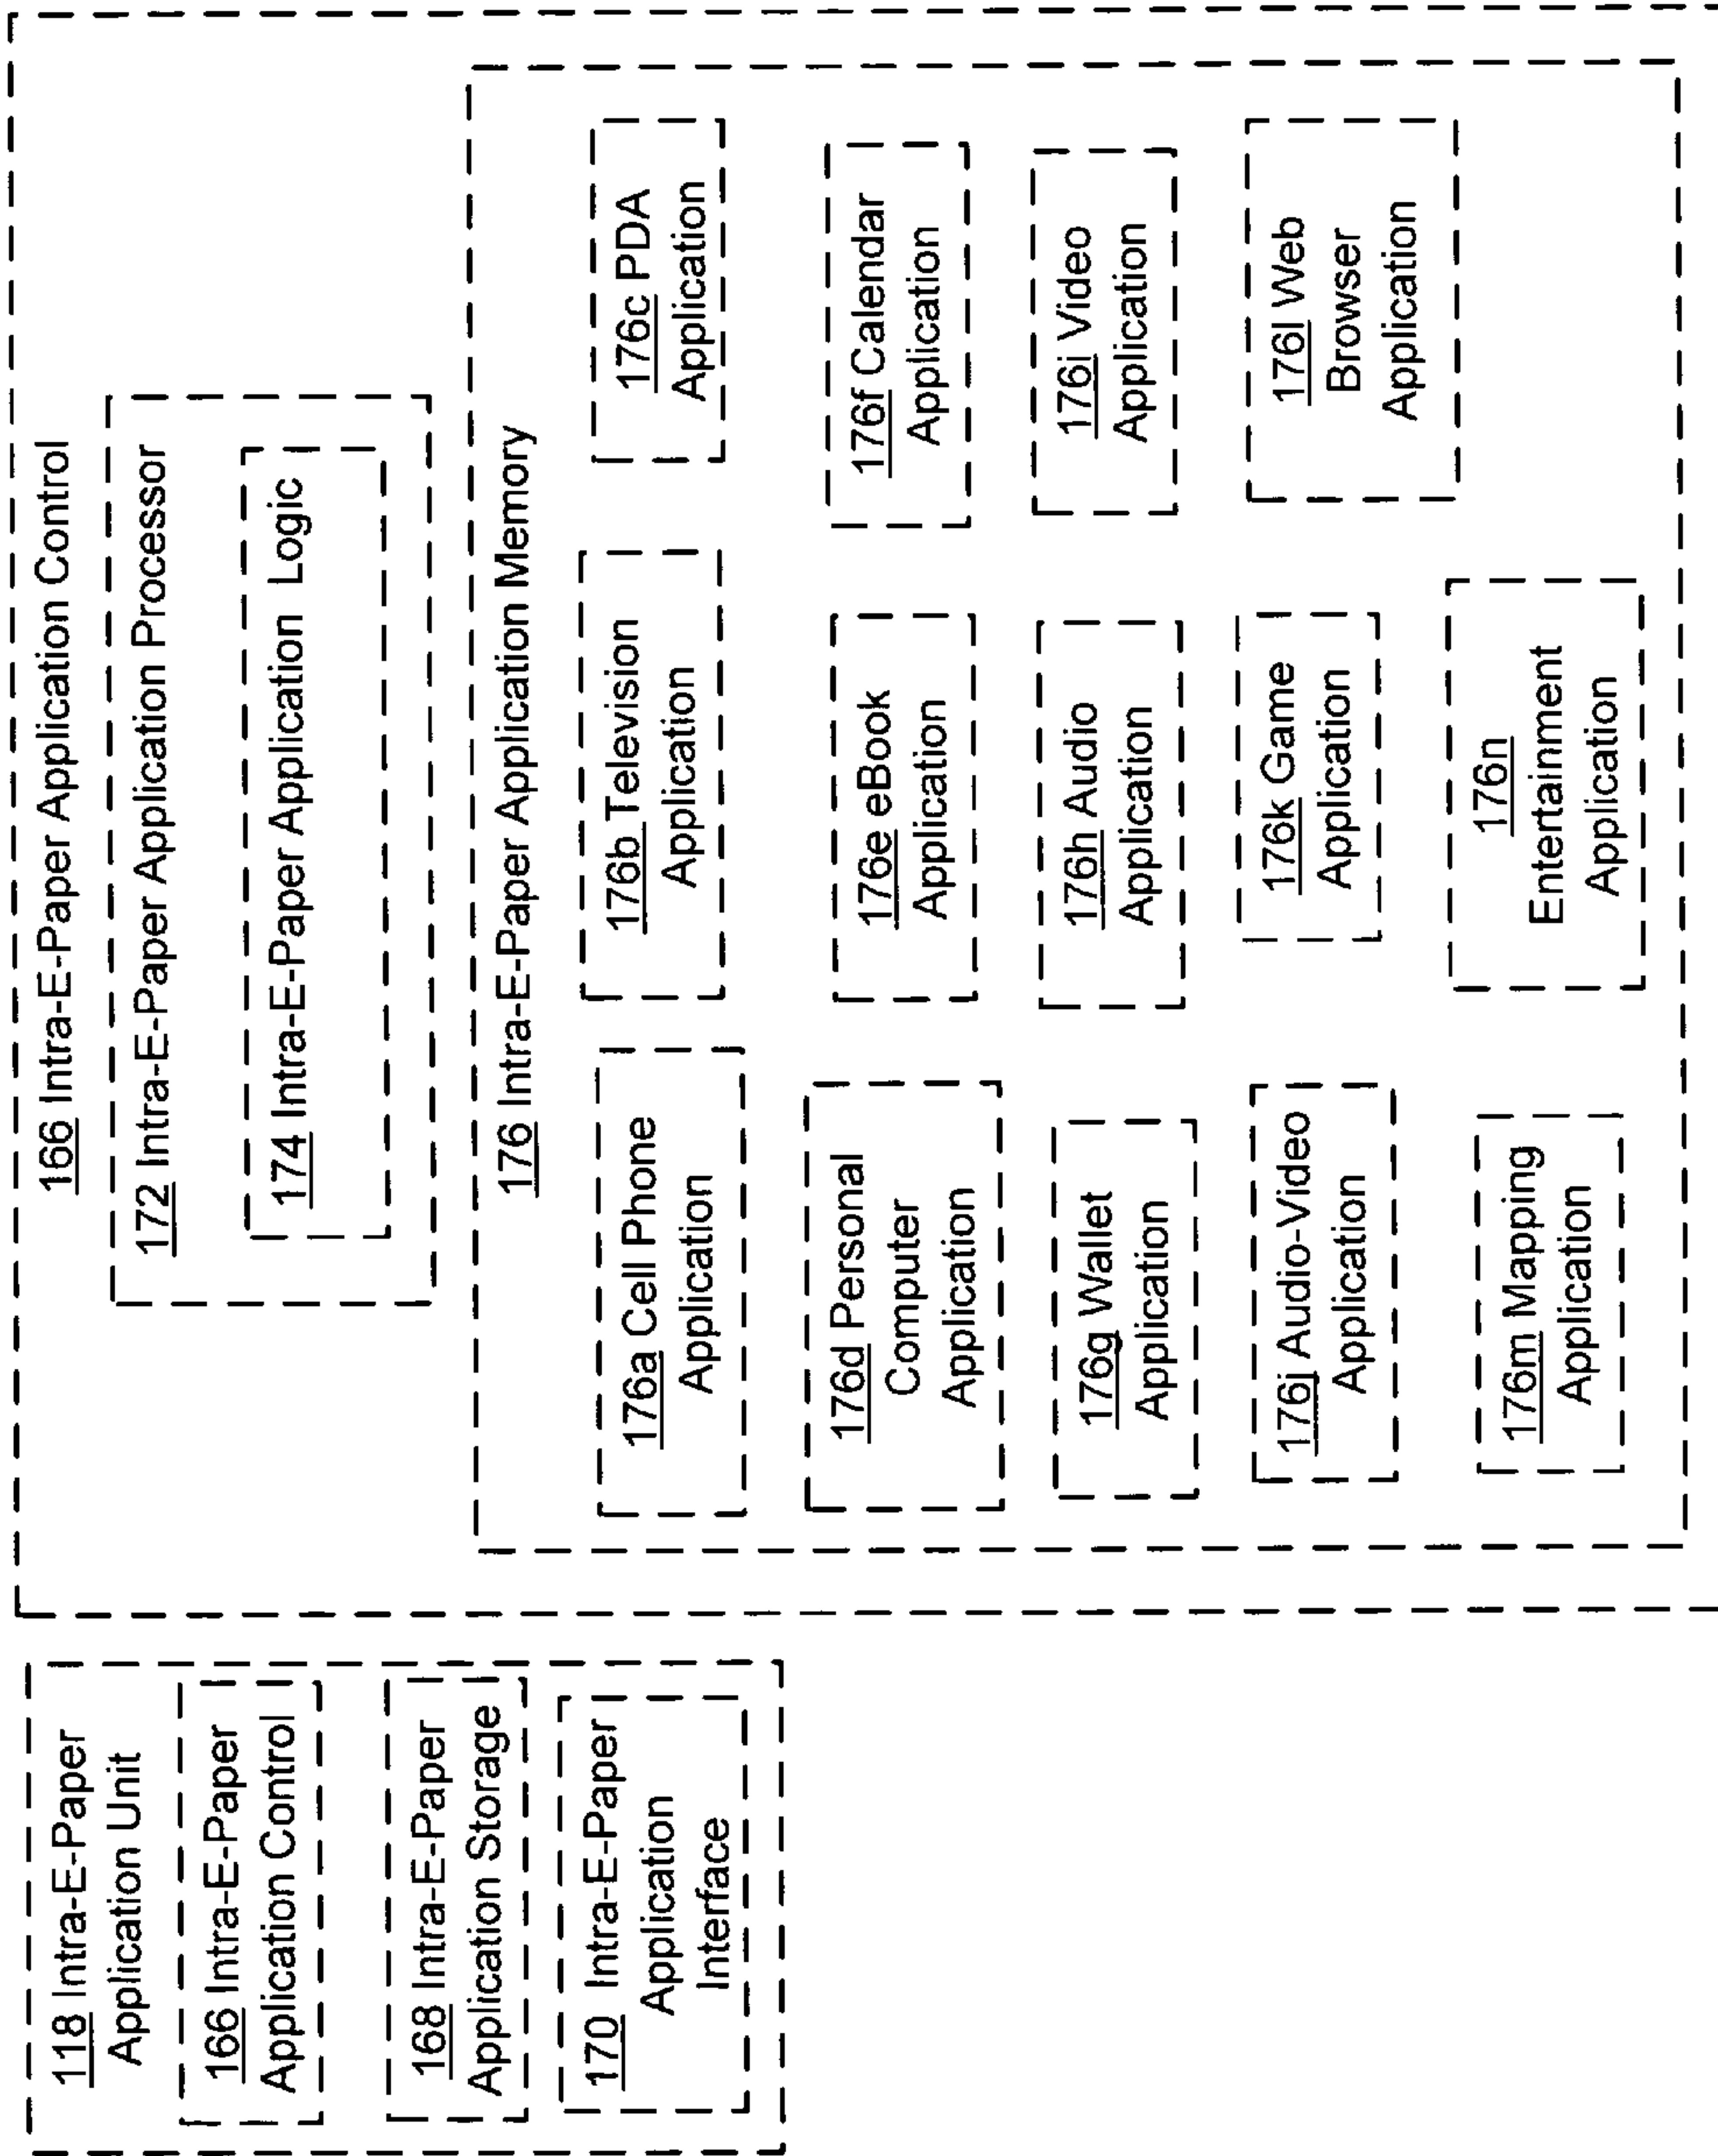 118 Intra-E-Paper
Application Unit
166 Intra-E-Paper
Application Control
168 Intra-E-Paper
Application Storage
170 Intra-E-Paper
Application
Interface
166 Intra-E-Paper Application Control
172 Intra-E-Paper Application Processor
174 Intra-E-Paper Application Logic
176 Intra-E-Paper Application Memory
176a Cell Phone
Application
176b Television
Application
176c PDA
Application
176d Personal
Computer
Application
176e eBook
Application
176f Calendar
Application
176g Wallet
Application
176h Audio
Application
176i Video
Application
176j Audio-Video
Application
176k Game
Application
176l Web
Browser
Application
176m Mapping
Application
176n
Entertainment
Application